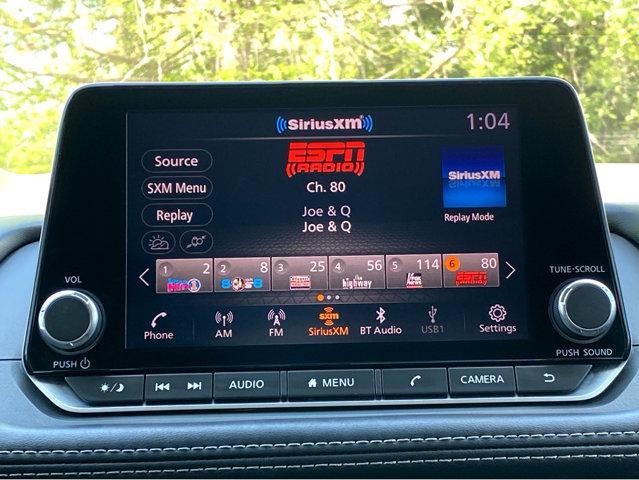 SiriusXM 1:04
Source
ESPN
RADIO
SiriusXM
SXM Menu
Ch. 80
Replay
Joe & Q
Replay Mode
Joe & Q
1 2
2 8
3 25
4 56
5 114
6 80
80s8
the highway
ESPN
VOL
TUNE·SCROLL
Phone
AM
FM
sxm
SiriusXM
BT Audio
USB1
Settings
PUSH
PUSH SOUND
AUDIO
MENU
CAMERA